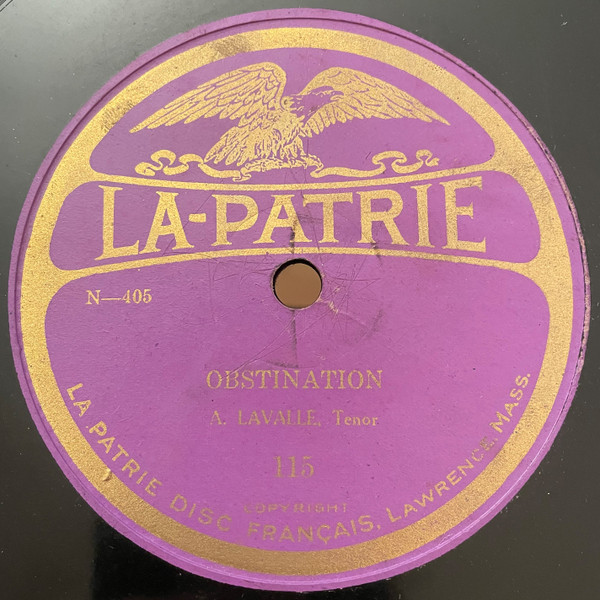 LA-PATRIE
N—405
OBSTINATION
A. LAVALLE, Tenor
115
COPYRIGHT
LA PATRIE DISC FRANÇAIS, LAWRENCE, MASS.